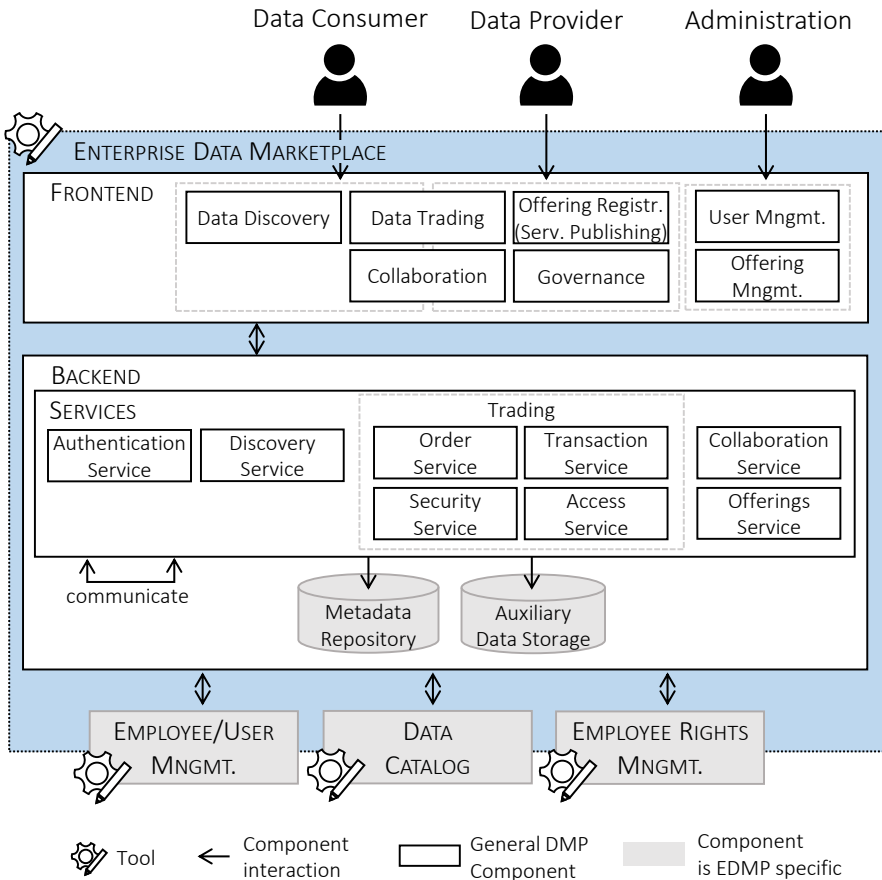 Data Consumer
Data Provider
Administration
ENTERPRISE DATA MARKETPLACE
FRONTEND
Data Discovery
Data Trading
Offering Registr.
(Serv. Publishing)
User Mngmt.
Collaboration
Governance
Offering
Mngmt.
BACKEND
SERVICES
Trading
Authentication
Service
Discovery
Service
Order
Service
Transaction
Service
Collaboration
Service
Security
Service
Access
Service
Offerings
Service
communicate
Metadata
Repository
Auxiliary
Data Storage
EMPLOYEE/USER
MNGMT.
DATA
CATALOG
EMPLOYEE RIGHTS
MNGMT.
Tool
Component
interaction
General DMP
Component
Component
is EDMP specific